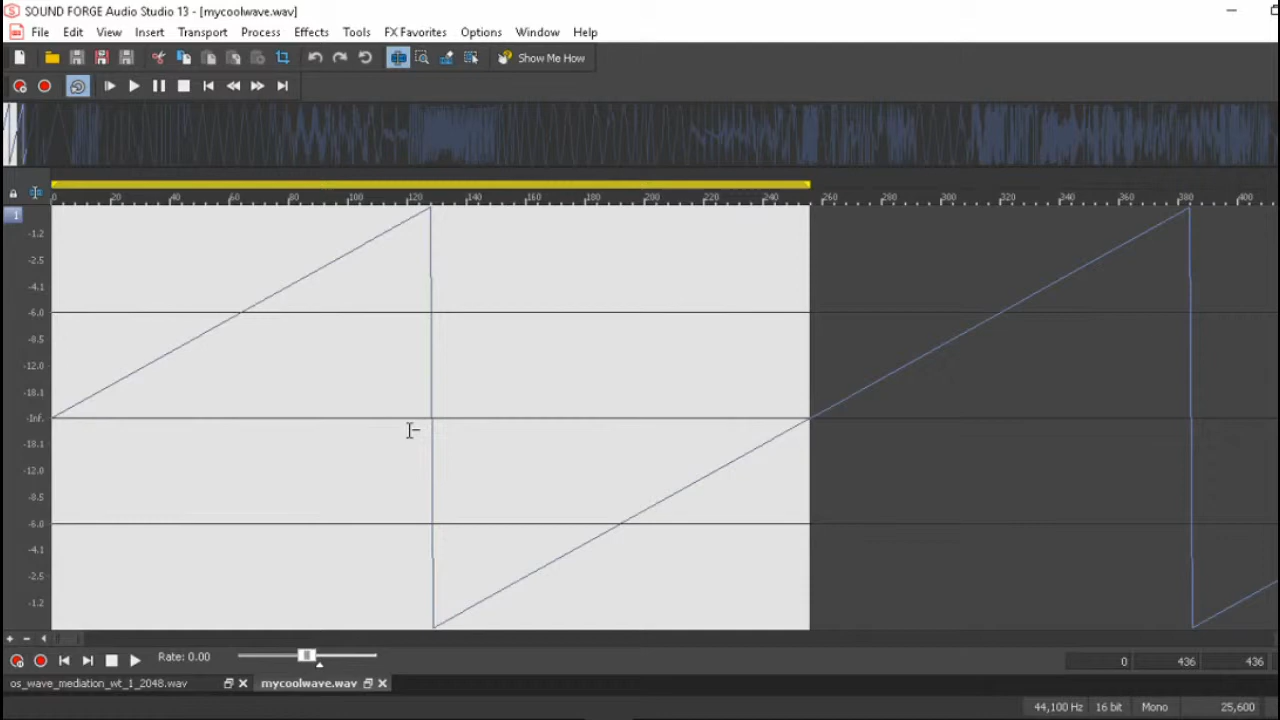 SOUND FORGE Audio Studio 13 - [mycoolwave.wav]
File Edit View Insert Transport Process Effects Tools FX Favorites Options Window Help
Show Me How
0 20 40 60 80 100 120 140 160 180 200 220 240 260 280 300 320 340 360 380 400
1
-1.2
-2.5
-4.1
-6.0
-8.5
-12.0
-18.1
-Inf.
-18.1
-12.0
-8.5
-6.0
-4.1
-2.5
-1.2
Rate: 0.00
0 436 436
os_wave_mediation_wt_1_2048.wav mycoolwave.wav
44,100 Hz 16 bit Mono 25,600